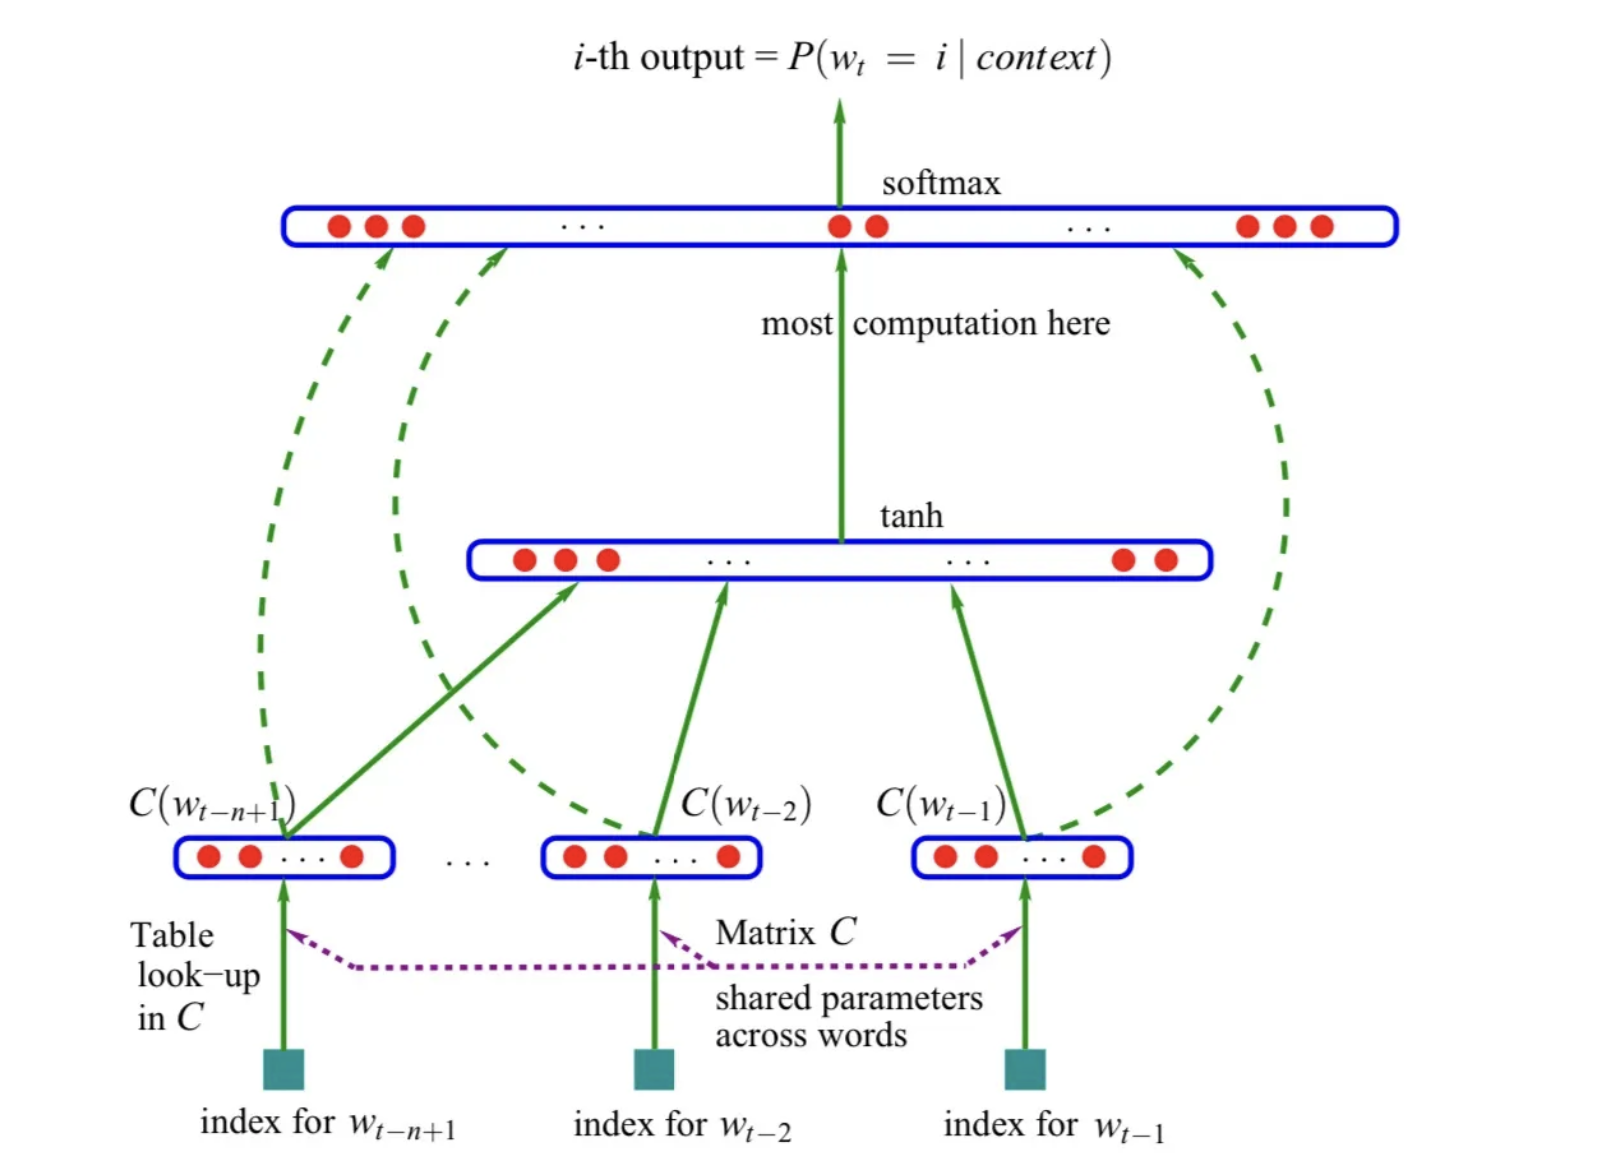 i-th output = P(w_t = i | context)
softmax
. . .
. . .
most computation here
tanh
. . .
. . .
C(w_{t−n+1})
C(w_{t−2})
C(w_{t−1})
. . .
. . .
. . .
. . .
Table
look−up
in C
Matrix C
shared parameters
across words
index for w_{t−n+1}
index for w_{t−2}
index for w_{t−1}